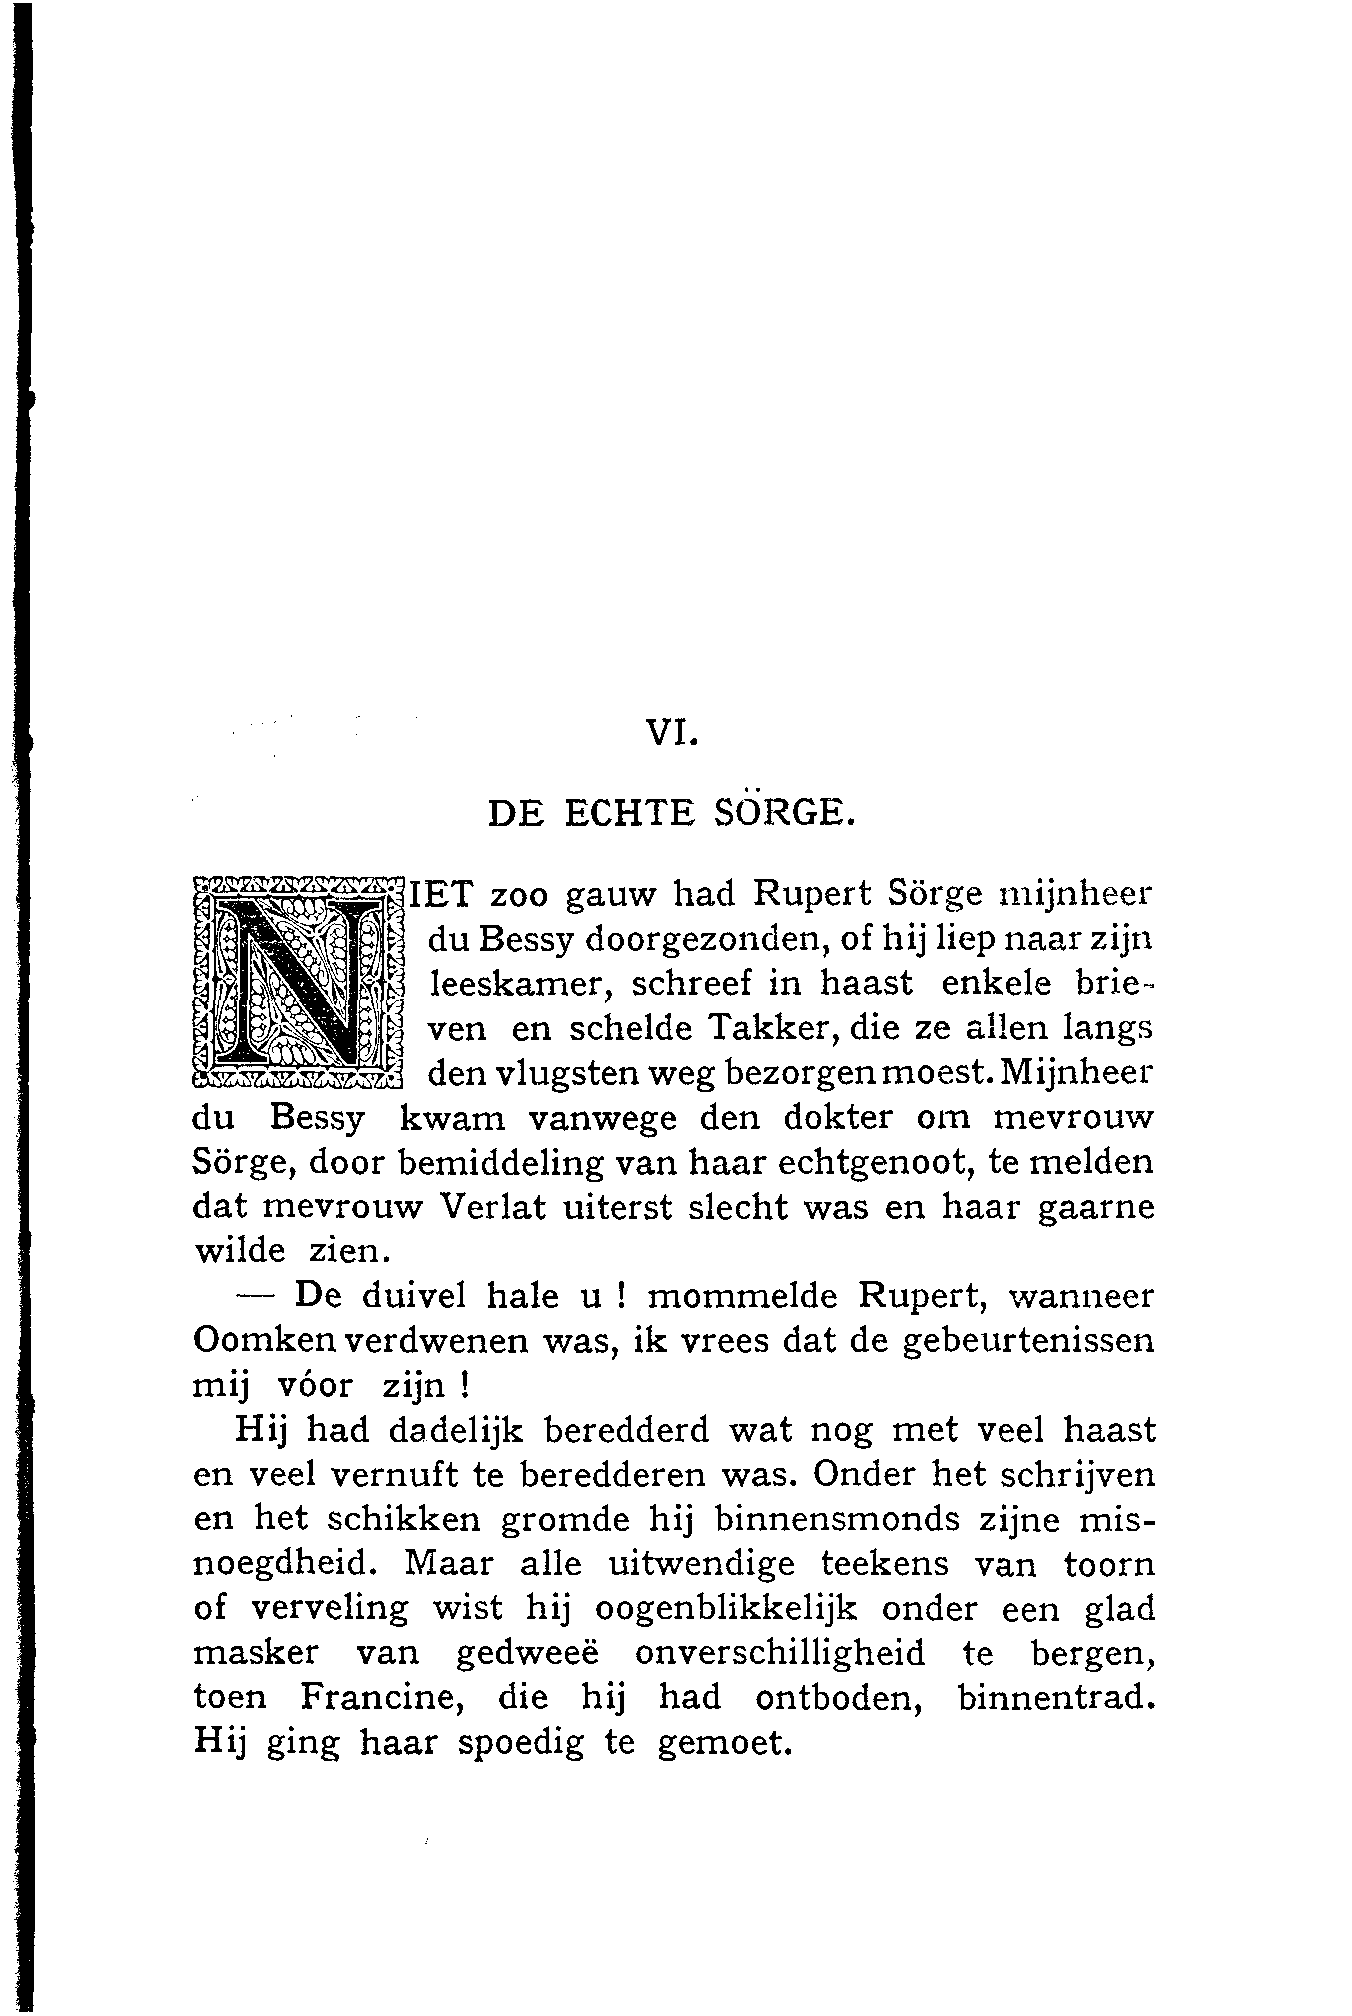 VI.
DE ECHTE SÖRGE.
NIET zoo gauw had Rupert Sörge mijnheer
du Bessy doorgezonden, of hij liep naar zijn
leeskamer, schreef in haast enkele brie-
ven en schelde Takker, die ze allen langs
den vlugsten weg bezorgen moest. Mijnheer
du Bessy kwam vanwege den dokter om mevrouw
Sörge, door bemiddeling van haar echtgenoot, te melden
dat mevrouw Verlat uiterst slecht was en haar gaarne
wilde zien.
— De duivel hale u ! mommelde Rupert, wanneer
Oomken verdwenen was, ik vrees dat de gebeurtenissen
mij vóor zijn !
Hij had dadelijk beredderd wat nog met veel haast
en veel vernuft te beredderen was. Onder het schrijven
en het schikken gromde hij binnensmonds zijne mis-
noegdheid. Maar alle uitwendige teekens van toorn
of verveling wist hij oogenblikkelijk onder een glad
masker van gedweeë onverschilligheid te bergen,
toen Francine, die hij had ontboden, binnentrad.
Hij ging haar spoedig te gemoet.